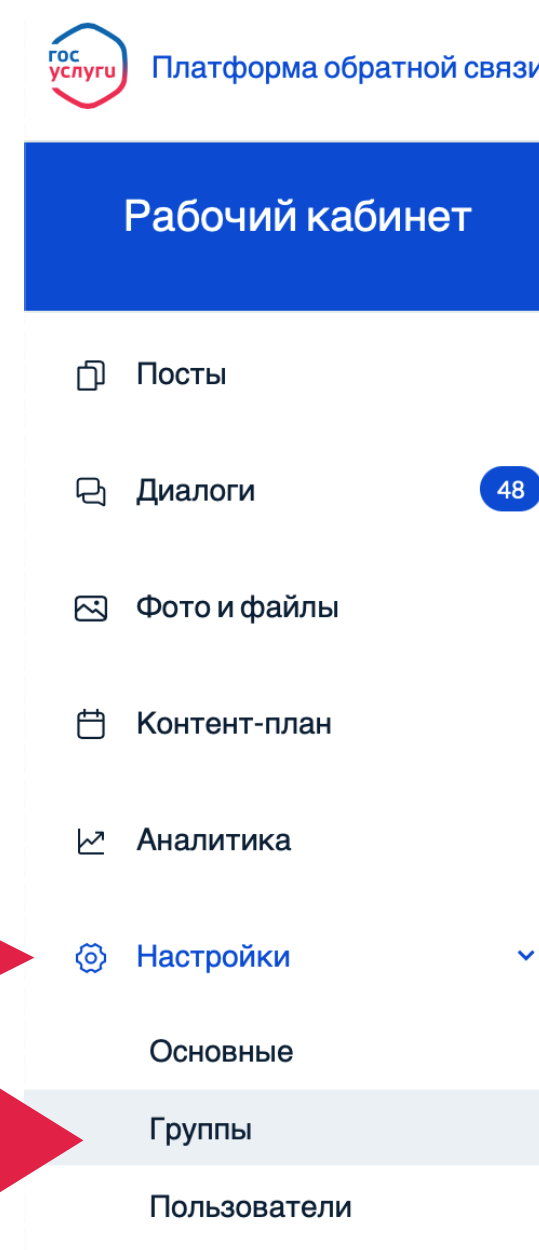 гос
услуги
Платформа обратной связи
Рабочий кабинет
Посты
Диалоги
48
Фото и файлы
Контент-план
Аналитика
Настройки
Основные
Группы
Пользователи